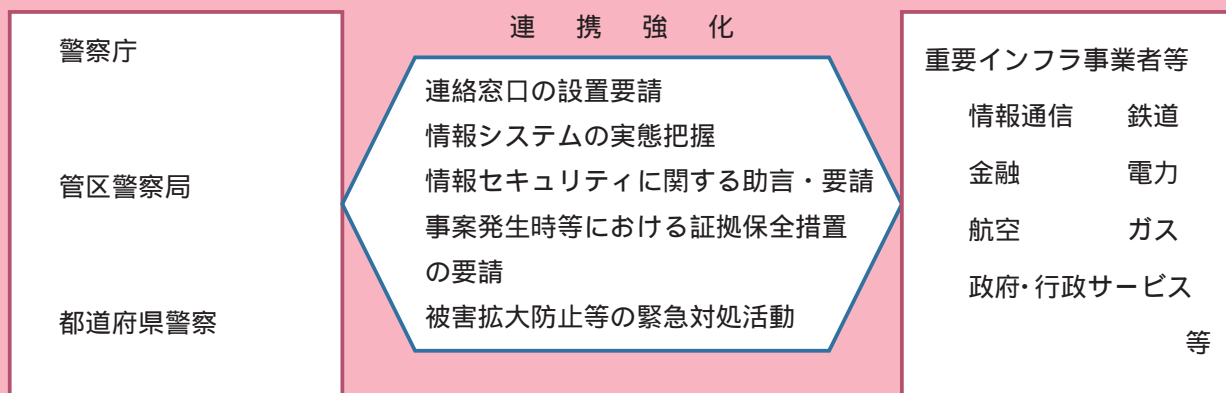 連携強化
警察庁
管区警察局
都道府県警察
連絡窓口の設置要請
情報システムの実態把握
情報セキュリティに関する助言・要請
事案発生時等における証拠保全措置
の要請
被害拡大防止等の緊急対処活動
重要インフラ事業者等
情報通信 鉄道
金融 電力
航空 ガス
政府・行政サービス
等